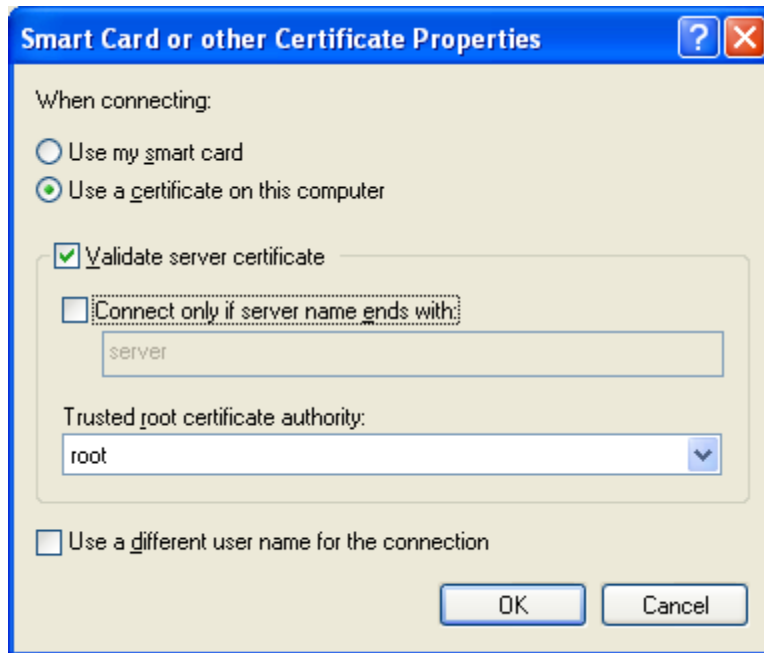 Smart Card or other Certificate Properties
When connecting:
Use my smart card
Use a certificate on this computer
Validate server certificate
Connect only if server name ends with:
server
Trusted root certificate authority:
root
Use a different user name for the connection
OK Cancel